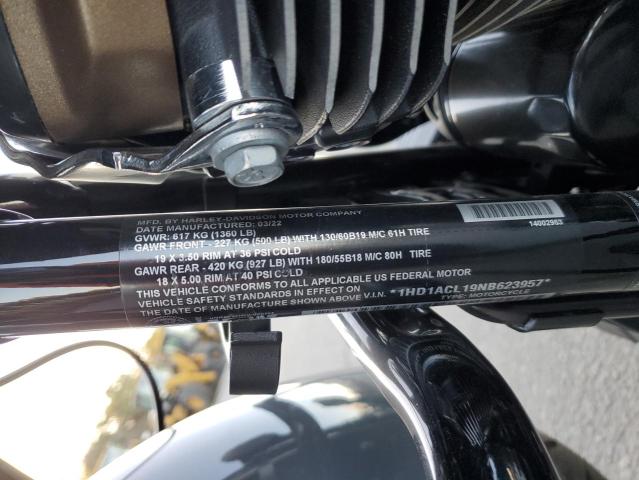 MFD. BY HARLEY-DAVIDSON MOTOR COMPANY
DATE MANUFACTURED: 03/22
GVWR: 617 KG (1360 LB)
GAWR FRONT - 227 KG (500 LB) WITH 130/60B19 M/C 61H TIRE
19 X 3.50 RIM AT 36 PSI COLD
GAWR REAR - 420 KG (927 LB) WITH 180/55B18 M/C 80H TIRE
18 X 5.00 RIM AT 40 PSI COLD
THIS VEHICLE CONFORMS TO ALL APPLICABLE US FEDERAL MOTOR
VEHICLE SAFETY STANDARDS IN EFFECT ON
THE DATE OF MANUFACTURE SHOWN ABOVE V.I.N. *1HD1ACL19NB623957*
TYPE: MOTORCYCLE
14002953